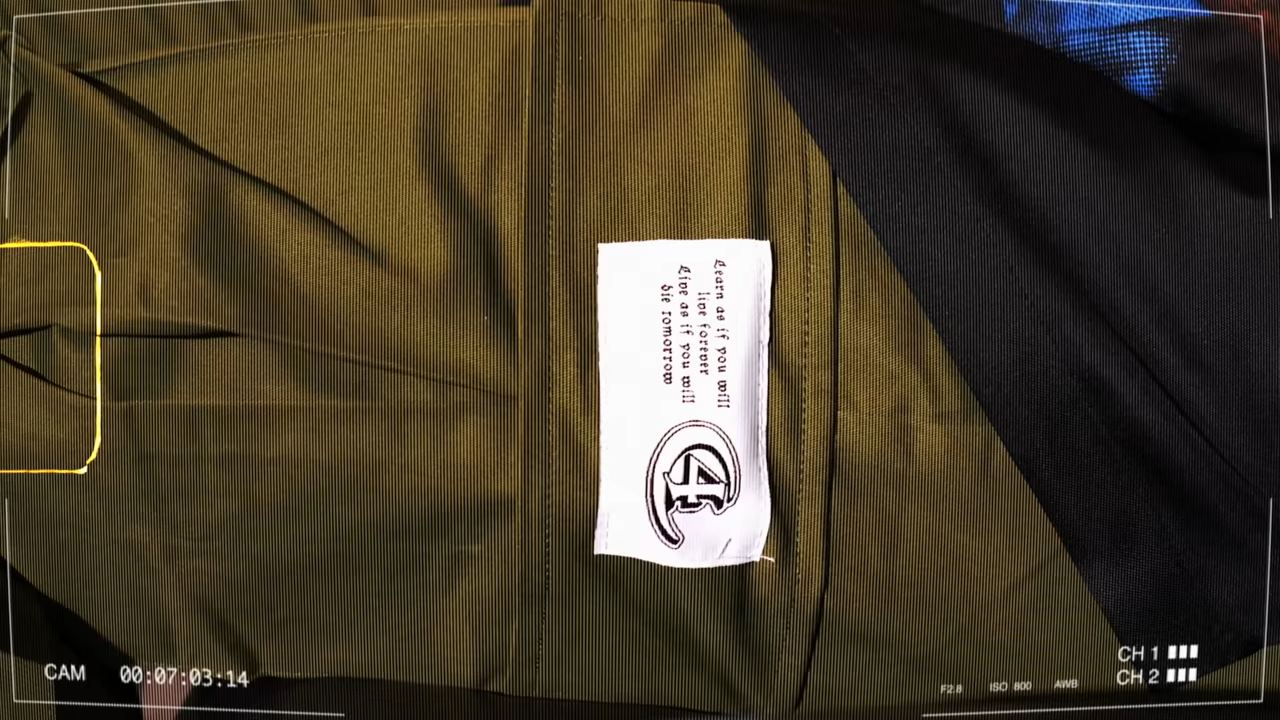 Learn as if you will
live forever
Live as if you will
die tomorrow
4
CAM 00:07:03:14
F2.8 ISO 800 AWB
CH 1
CH 2